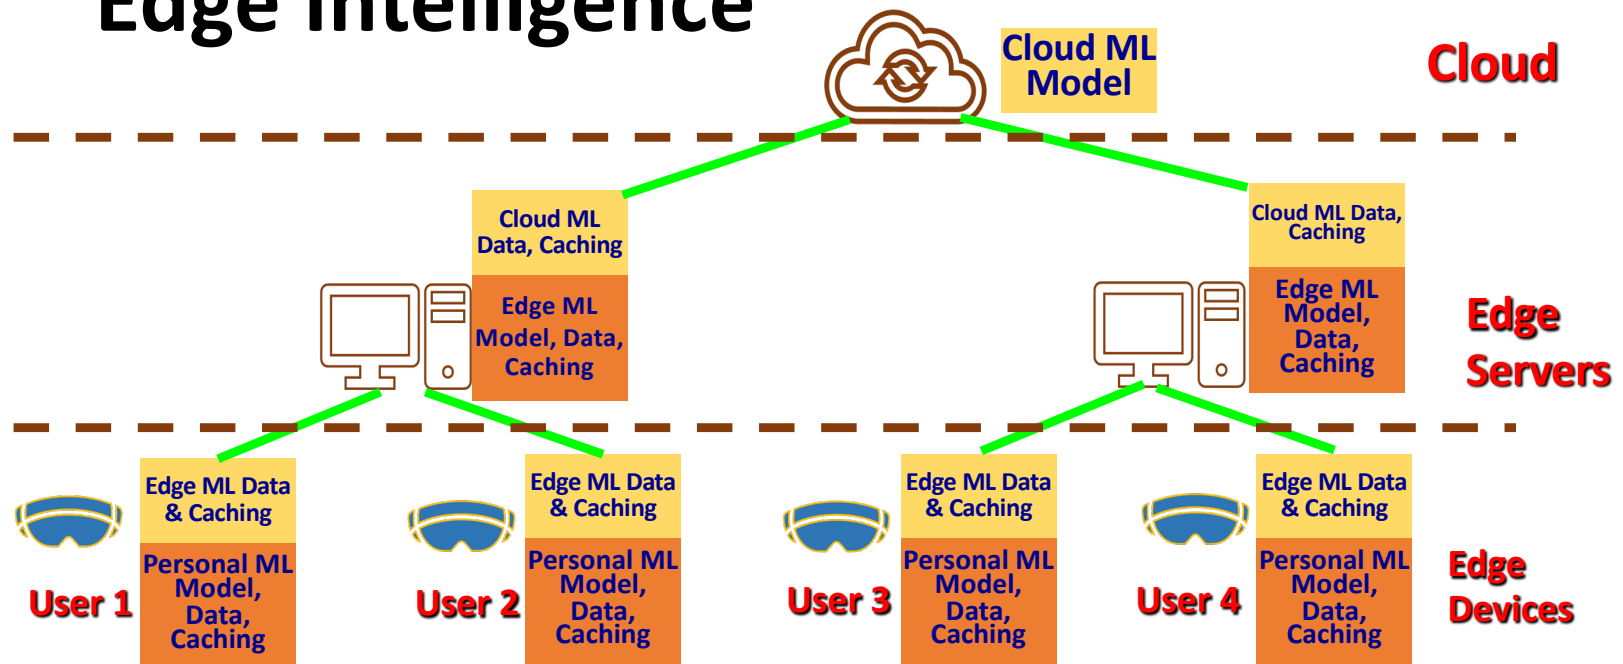 Edge Intelligence
Cloud ML
Model
Cloud
Cloud ML
Data, Caching
Edge ML
Model, Data,
Caching
Cloud ML Data,
Caching
Edge ML
Model,
Data,
Caching
Edge
Servers
User 1
Edge ML Data
& Caching
Personal ML
Model,
Data,
Caching
User 2
Edge ML Data
& Caching
Personal ML
Model,
Data,
Caching
User 3
Edge ML Data
& Caching
Personal ML
Model,
Data,
Caching
User 4
Edge ML Data
& Caching
Personal ML
Model,
Data,
Caching
Edge
Devices